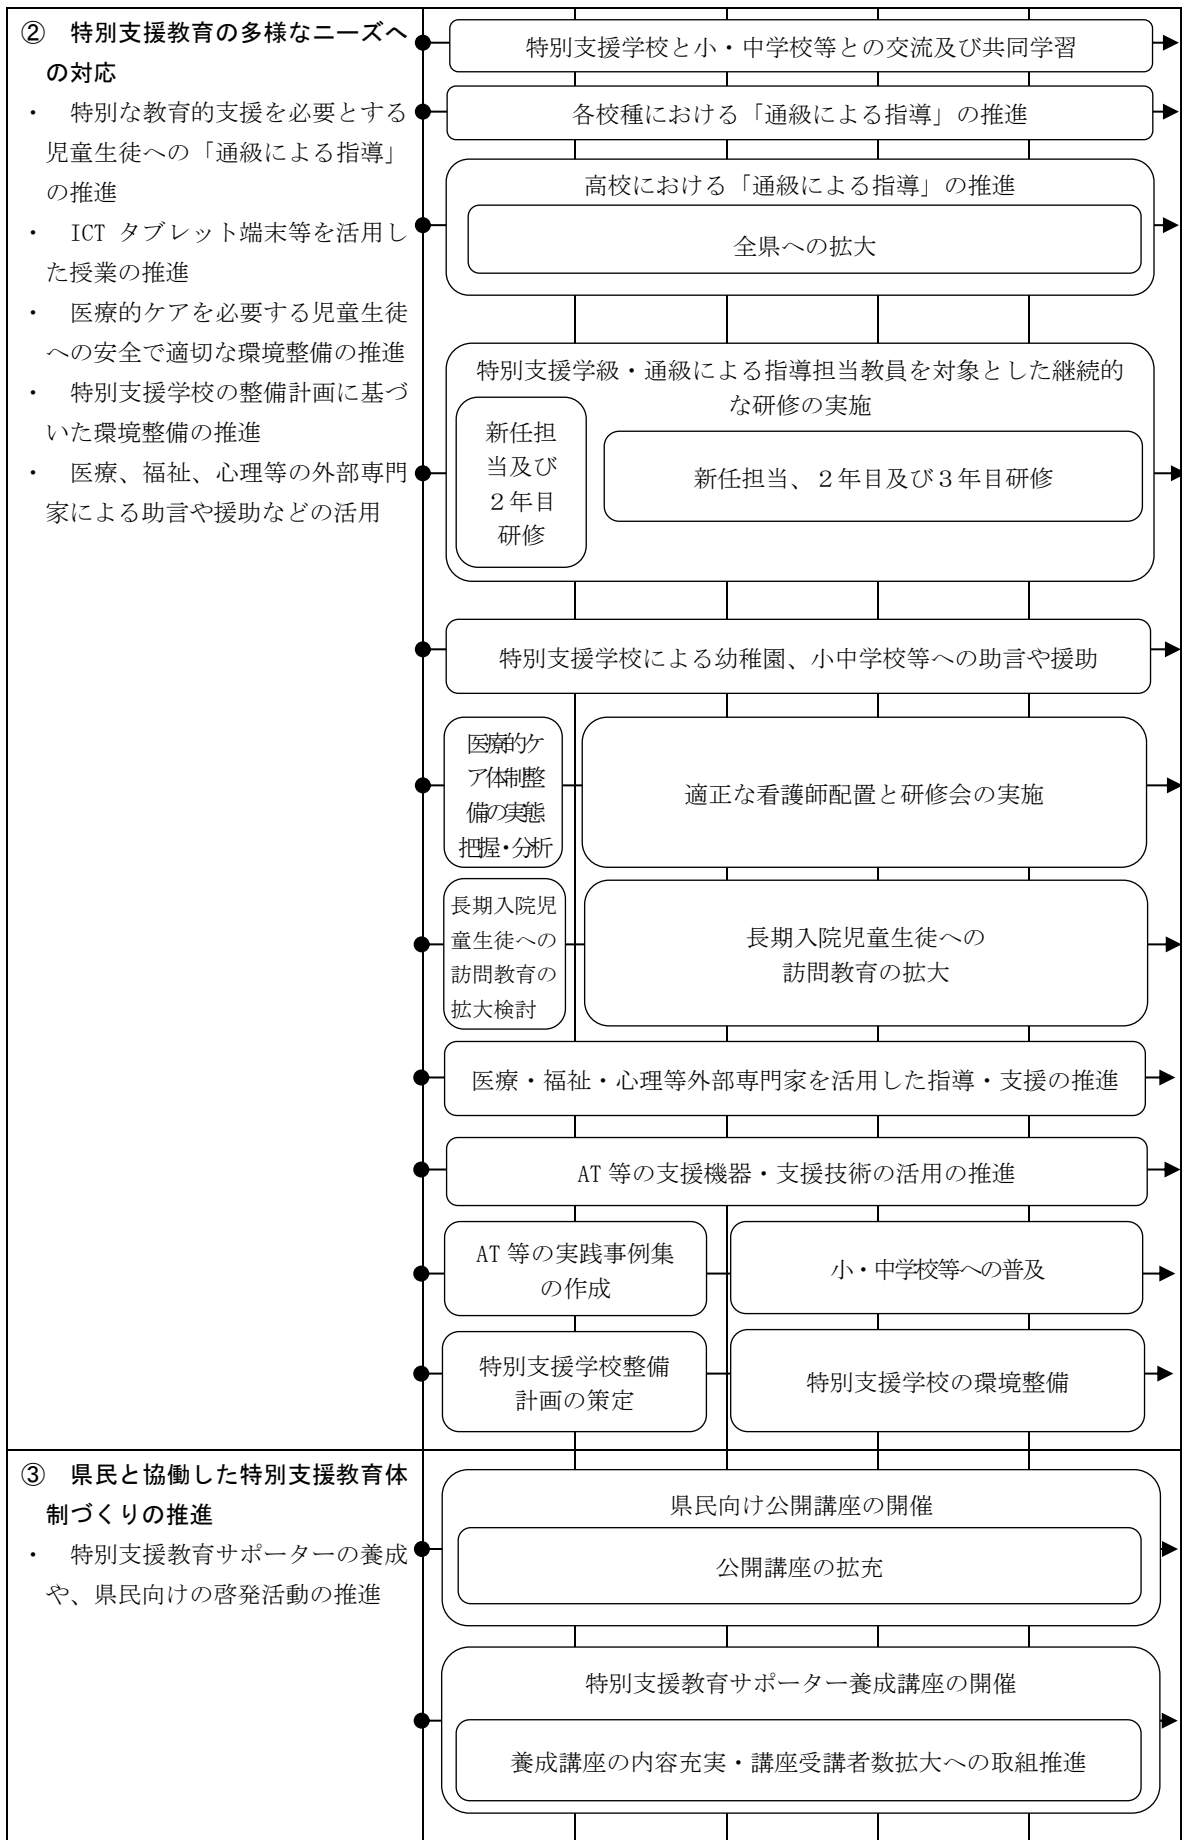 ② 特別支援教育の多様なニーズへ
の対応
・ 特別な教育的支援を必要とする
児童生徒への「通級による指導」
の推進
・ ICT タブレット端末等を活用し
た授業の推進
・ 医療的ケアを必要する児童生徒
への安全で適切な環境整備の推進
・ 特別支援学校の整備計画に基づ
いた環境整備の推進
・ 医療、福祉、心理等の外部専門
家による助言や援助などの活用
特別支援学校と小・中学校等との交流及び共同学習
各校種における「通級による指導」の推進
高校における「通級による指導」の推進
全県への拡大
特別支援学級・通級による指導担当教員を対象とした継続的
な研修の実施
新任担
当及び
2年目
研修
新任担当、2年目及び3年目研修
特別支援学校による幼稚園、小中学校等への助言や援助
医療的ケ
ア体制整
備の実態
把握・分析
適正な看護師配置と研修会の実施
長期入院児
童生徒への
訪問教育の
拡大検討
長期入院児童生徒への
訪問教育の拡大
医療・福祉・心理等外部専門家を活用した指導・支援の推進
AT 等の支援機器・支援技術の活用の推進
AT 等の実践事例集
の作成
小・中学校等への普及
特別支援学校整備
計画の策定
特別支援学校の環境整備
③ 県民と協働した特別支援教育体
制づくりの推進
・ 特別支援教育サポーターの養成
や、県民向けの啓発活動の推進
県民向け公開講座の開催
公開講座の拡充
特別支援教育サポーター養成講座の開催
養成講座の内容充実・講座受講者数拡大への取組推進